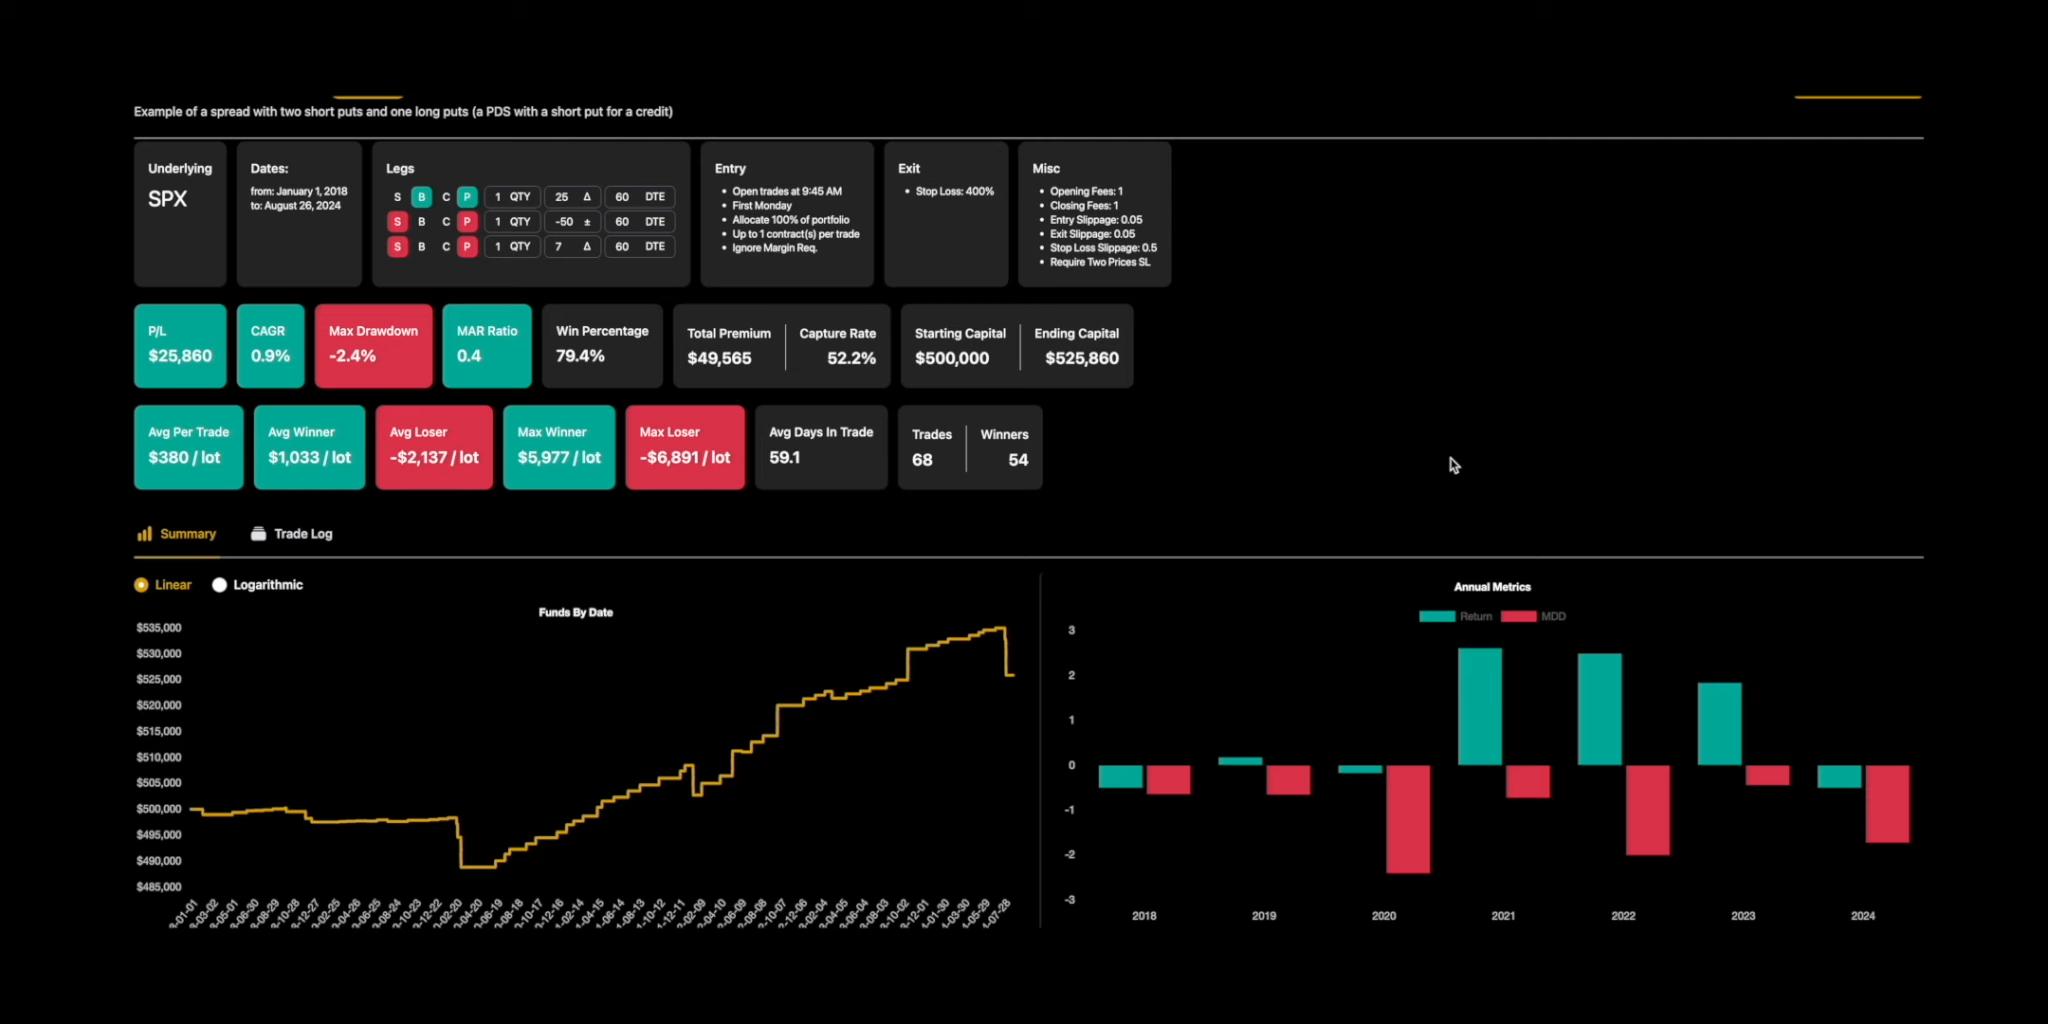 Example of a spread with two short puts and one long puts (a PDS with a short put for a credit)
Underlying
SPX
Dates:
from: January 1, 2018
to: August 26, 2024
Legs
S B C P 1 QTY 25 Δ 60 DTE
S B C P 1 QTY -50 ± 60 DTE
S B C P 1 QTY 7 Δ 60 DTE
Entry
• Open trades at 9:45 AM
• First Monday
• Allocate 100% of portfolio
• Up to 1 contract(s) per trade
• Ignore Margin Req.
Exit
• Stop Loss: 400%
Misc
• Opening Fees: 1
• Closing Fees: 1
• Entry Slippage: 0.05
• Exit Slippage: 0.05
• Stop Loss Slippage: 0.5
• Require Two Prices SL
P/L
$25,860
CAGR
0.9%
Max Drawdown
-2.4%
MAR Ratio
0.4
Win Percentage
79.4%
Total Premium
$49,565
Capture Rate
52.2%
Starting Capital
$500,000
Ending Capital
$525,860
Avg Per Trade
$380 / lot
Avg Winner
$1,033 / lot
Avg Loser
-$2,137 / lot
Max Winner
$5,977 / lot
Max Loser
-$6,891 / lot
Avg Days In Trade
59.1
Trades
68
Winners
54
Summary Trade Log
Linear Logarithmic
Funds By Date
$535,000
$530,000
$525,000
$520,000
$515,000
$510,000
$505,000
$500,000
$495,000
$490,000
$485,000
Annual Metrics
Return MDD
3
2
1
0
-1
-2
-3
2018 2019 2020 2021 2022 2023 2024